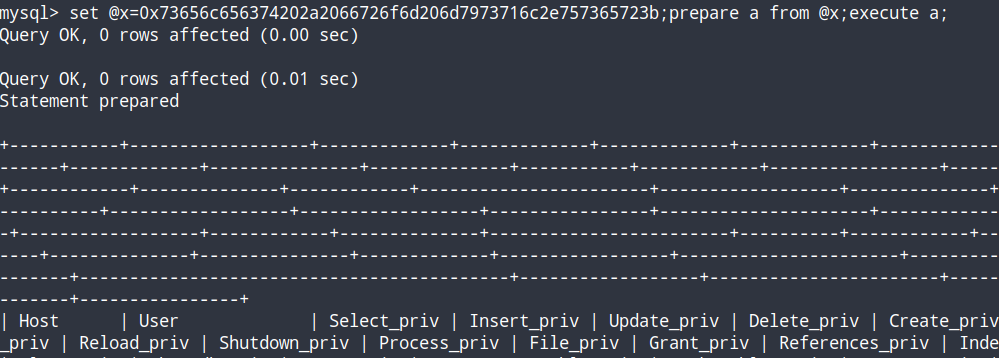 mysql> set @x=0x73656c656374202a2066726f6d206d7973716c2e757365723b;prepare a from @x;execute a;
Query OK, 0 rows affected (0.00 sec)
Query OK, 0 rows affected (0.01 sec)
Statement prepared
+-----------+------------------+-------------+-------------+-------------+-------------+------------
------+-------------+---------------+--------------+-----------+------------+--------------+---------
+------------+--------------+------------+-----------------------+------------------+--------------+
----------+------------------+------------------+----------------+----------------+-----------------
-+------------------+------------+--------------+------------------------+----------+------------+--
----+--------------+---------------+-------------+-----------------+----------------------+---------
-------+------------------------------------------+------------------+-----------------------+------
-------+----------------+
| Host      | User             | Select_priv | Insert_priv | Update_priv | Delete_priv | Create_priv
_priv | Reload_priv | Shutdown_priv | Process_priv | File_priv | Grant_priv | References_priv | Inde